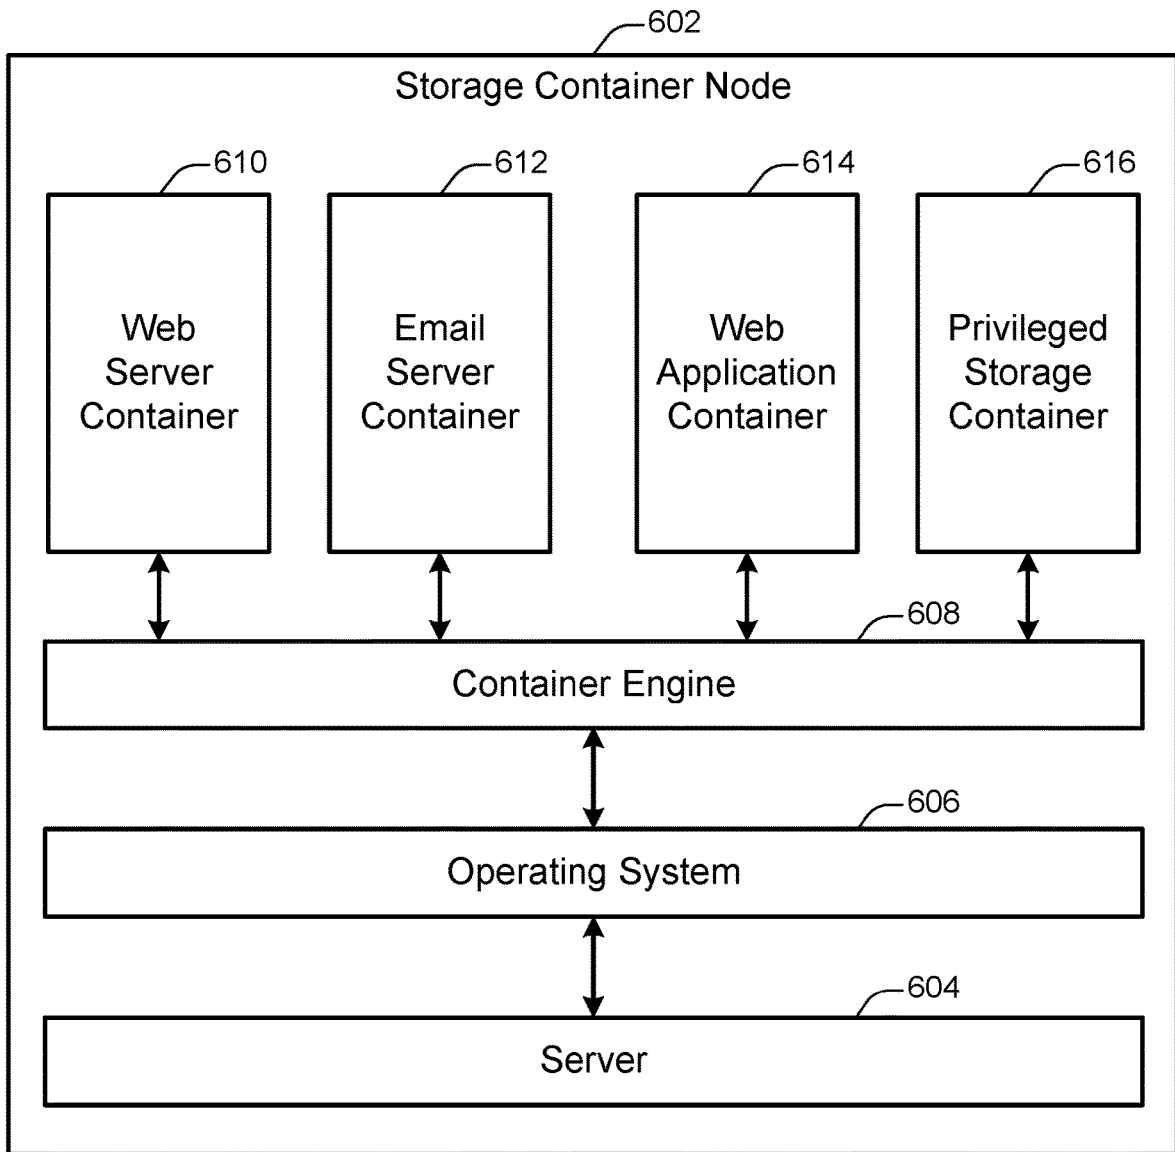 602
Storage Container Node
610
612
614
616
Web
Server
Container
Email
Server
Container
Web
Application
Container
Privileged
Storage
Container
608
Container Engine
606
Operating System
604
Server